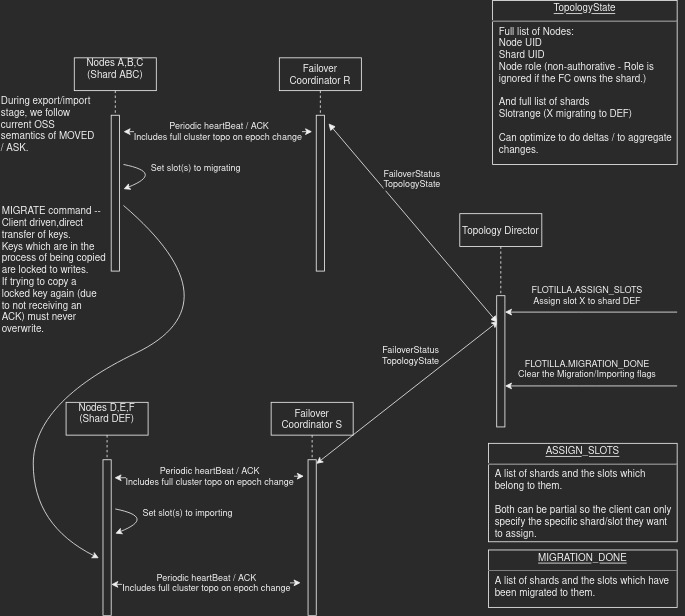 TopologyState
Full list of Nodes:
Node UID
Shard UID
Node role (non-authorative - Role is
ignored if the FC owns the shard.)
And full list of shards
Slotrange (X migrating to DEF)
Can optimize to do deltas / to aggregate
changes.
Nodes A,B,C
(Shard ABC)
Failover
Coordinator R
During export/import
stage, we follow
current OSS
semantics of MOVED
/ ASK.
Periodic heartBeat / ACK
Includes full cluster topo on epoch change
Set slot(s) to migrating
FailoverStatus
TopologyState
MIGRATE command --
Client driven,direct
transfer of keys.
Keys which are in the
process of being copied
are locked to writes.
If trying to copy a
locked key again (due
to not receiving an
ACK) must never
overwrite.
Topology Director
FLOTILLA.ASSIGN_SLOTS
Assign slot X to shard DEF
FailoverStatus
TopologyState
FLOTILLA.MIGRATION_DONE
Clear the Migration/Importing flags
Nodes D,E,F
(Shard DEF)
Failover
Coordinator S
Periodic heartBeat / ACK
Includes full cluster topo on epoch change
Set slot(s) to importing
Periodic heartBeat / ACK
Includes full cluster topo on epoch change
ASSIGN_SLOTS
A list of shards and the slots which
belong to them.
Both can be partial so the client can only
specify the specific shard/slot they want
to assign.
MIGRATION_DONE
A list of shards and the slots which have
been migrated to them.